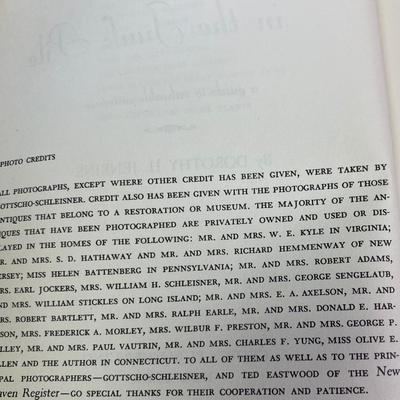 in the Junk Pile
By DOROTHY H. JENKINS
PHOTO CREDITS
ALL PHOTOGRAPHS, EXCEPT WHERE OTHER CREDIT HAS BEEN GIVEN, WERE TAKEN BY
GOTTSCHO-SCHLEISNER. CREDIT ALSO HAS BEEN GIVEN WITH THE PHOTOGRAPHS OF THOSE
ANTIQUES THAT BELONG TO A RESTORATION OR MUSEUM. THE MAJORITY OF THE AN-
IQUES THAT HAVE BEEN PHOTOGRAPHED ARE PRIVATELY OWNED AND USED OR DIS-
LAYED IN THE HOMES OF THE FOLLOWING: MR. AND MRS. W. E. KYLE IN VIRGINIA;
R. AND MRS. S. D. HATHAWAY AND MR. AND MRS. RICHARD HEMMENWAY OF NEW
ERSEY; MISS HELEN BATTENBERG IN PENNSYLVANIA; MR. AND MRS. ROBERT ADAMS,
RS. EARL JOCKERS, MRS. WILLIAM H. SCHLEISNER, MR. AND MRS. GEORGE SENGELAUB,
ND MRS. WILLIAM STICKLES ON LONG ISLAND; MR. AND MRS. E. A. AXELSON, MR. AND
RS. ROBERT BARTLETT, MR. AND MRS. RALPH EARLE, MR. AND MRS. DONALD E. HAR-
SON, MRS. FREDERICK A. MORLEY, MRS. WILBUR F. PRESTON, MR. AND MRS. GEORGE P.
LLEY, MR. AND MRS. PAUL VAUTRIN, MR. AND MRS. CHARLES F. YUNG, MISS OLIVE E.
LLEN AND THE AUTHOR IN CONNECTICUT. TO ALL OF THEM AS WELL AS TO THE PRIN-
PAL PHOTOGRAPHERS—GOTTSCHO-SCHLEISNER, AND TED EASTWOOD OF THE New
aven Register—GO SPECIAL THANKS FOR THEIR COOPERATION AND PATIENCE.